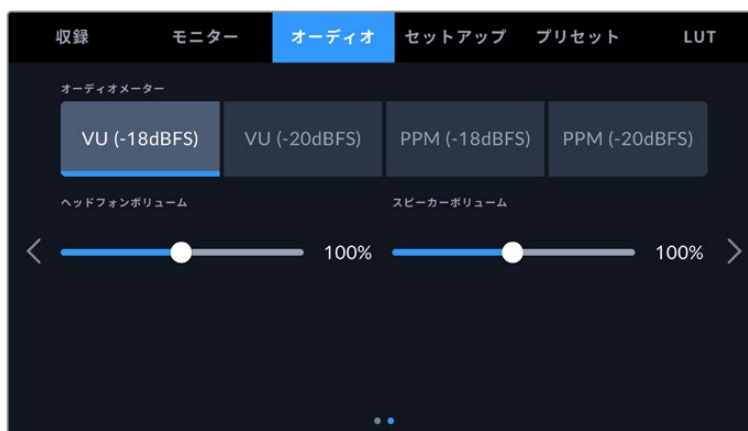 収録 モニター オーディオ セットアップ プリセット LUT
オーディオメーター
VU (-18dBFS) VU (-20dBFS) PPM (-18dBFS) PPM (-20dBFS)
ヘッドフォンボリューム スピーカーボリューム
100% 100%